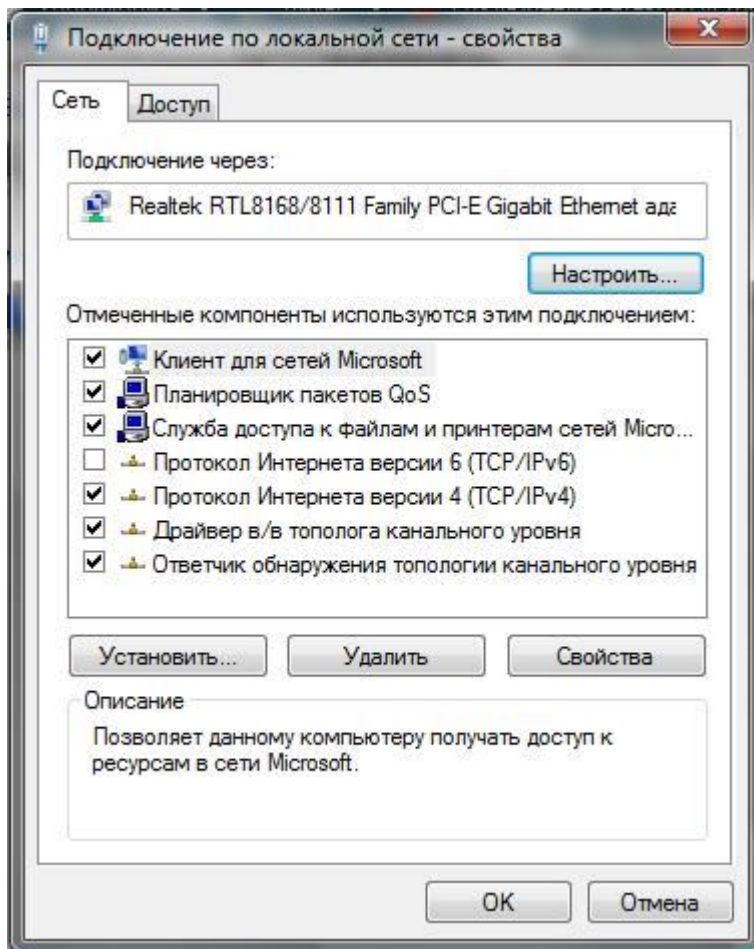 Подключение по локальной сети - свойства
Сеть
Доступ
Подключение через:
Realtek RTL8168/8111 Family PCI-E Gigabit Ethernet ада
Настроить...
Отмеченные компоненты используются этим подключением:
Клиент для сетей Microsoft
Планировщик пакетов QoS
Служба доступа к файлам и принтерам сетей Micro...
Протокол Интернета версии 6 (TCP/IPv6)
Протокол Интернета версии 4 (TCP/IPv4)
Драйвер в/в тополога канального уровня
Ответчик обнаружения топологии канального уровня
Установить...
Удалить
Свойства
Описание
Позволяет данному компьютеру получать доступ к
ресурсам в сети Microsoft.
OK
Отмена